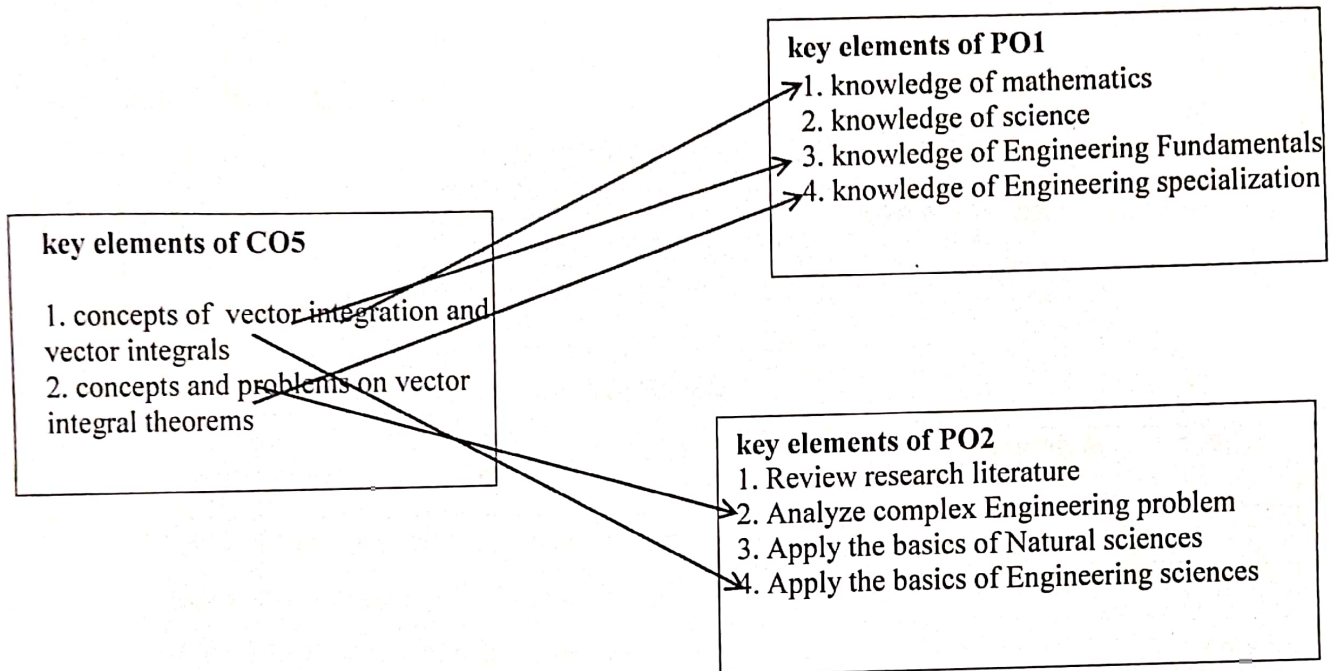 key elements of PO1
1. knowledge of mathematics
2. knowledge of science
3. knowledge of Engineering Fundamentals
4. knowledge of Engineering specialization
key elements of CO5
1. concepts of vector integration and
vector integrals
2. concepts and problems on vector
integral theorems
key elements of PO2
1. Review research literature
2. Analyze complex Engineering problem
3. Apply the basics of Natural sciences
4. Apply the basics of Engineering sciences